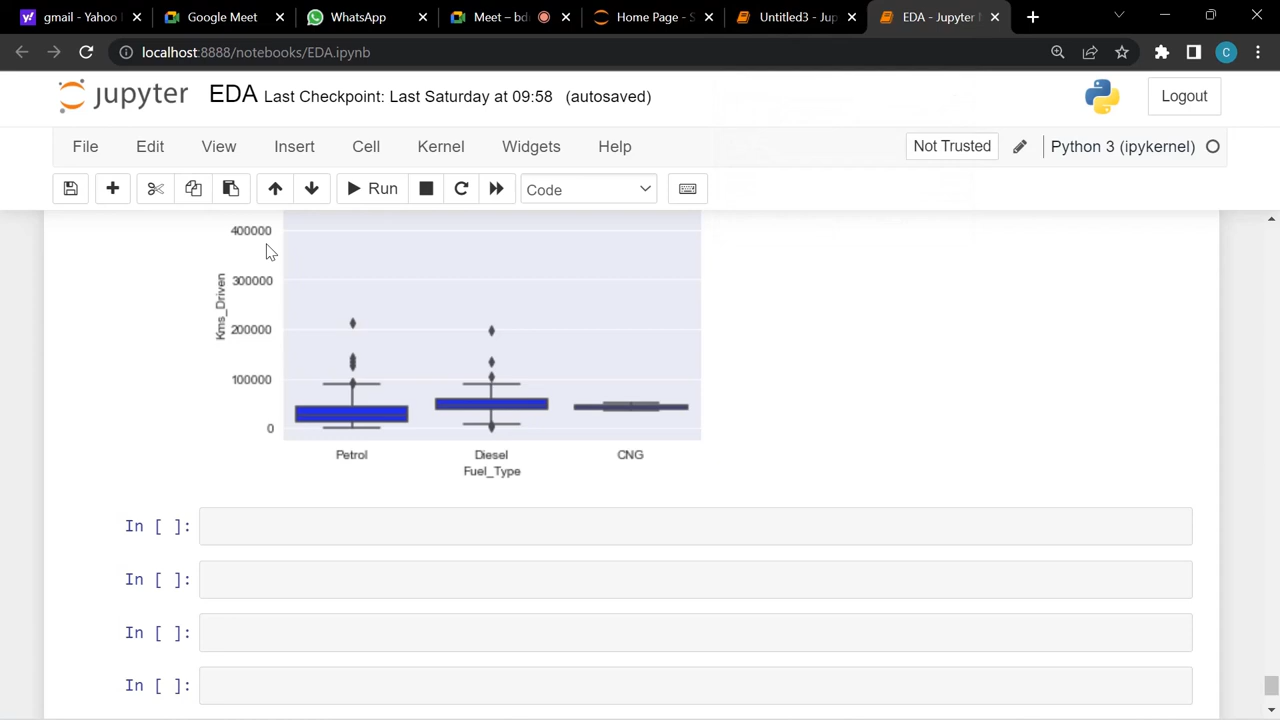 gmail - Yahoo
Google Meet
WhatsApp
Meet – bd
Home Page - S
Untitled3 - Jup
EDA - Jupyter
localhost:8888/notebooks/EDA.ipynb
C
jupyter EDA Last Checkpoint: Last Saturday at 09:58 (autosaved)
Logout
File Edit View Insert Cell Kernel Widgets Help
Not Trusted
Python 3 (ipykernel)
Run
Code
400000
300000
200000
100000
0
Kms_Driven
Petrol Diesel CNG
Fuel_Type
In [ ]:
In [ ]:
In [ ]:
In [ ]: